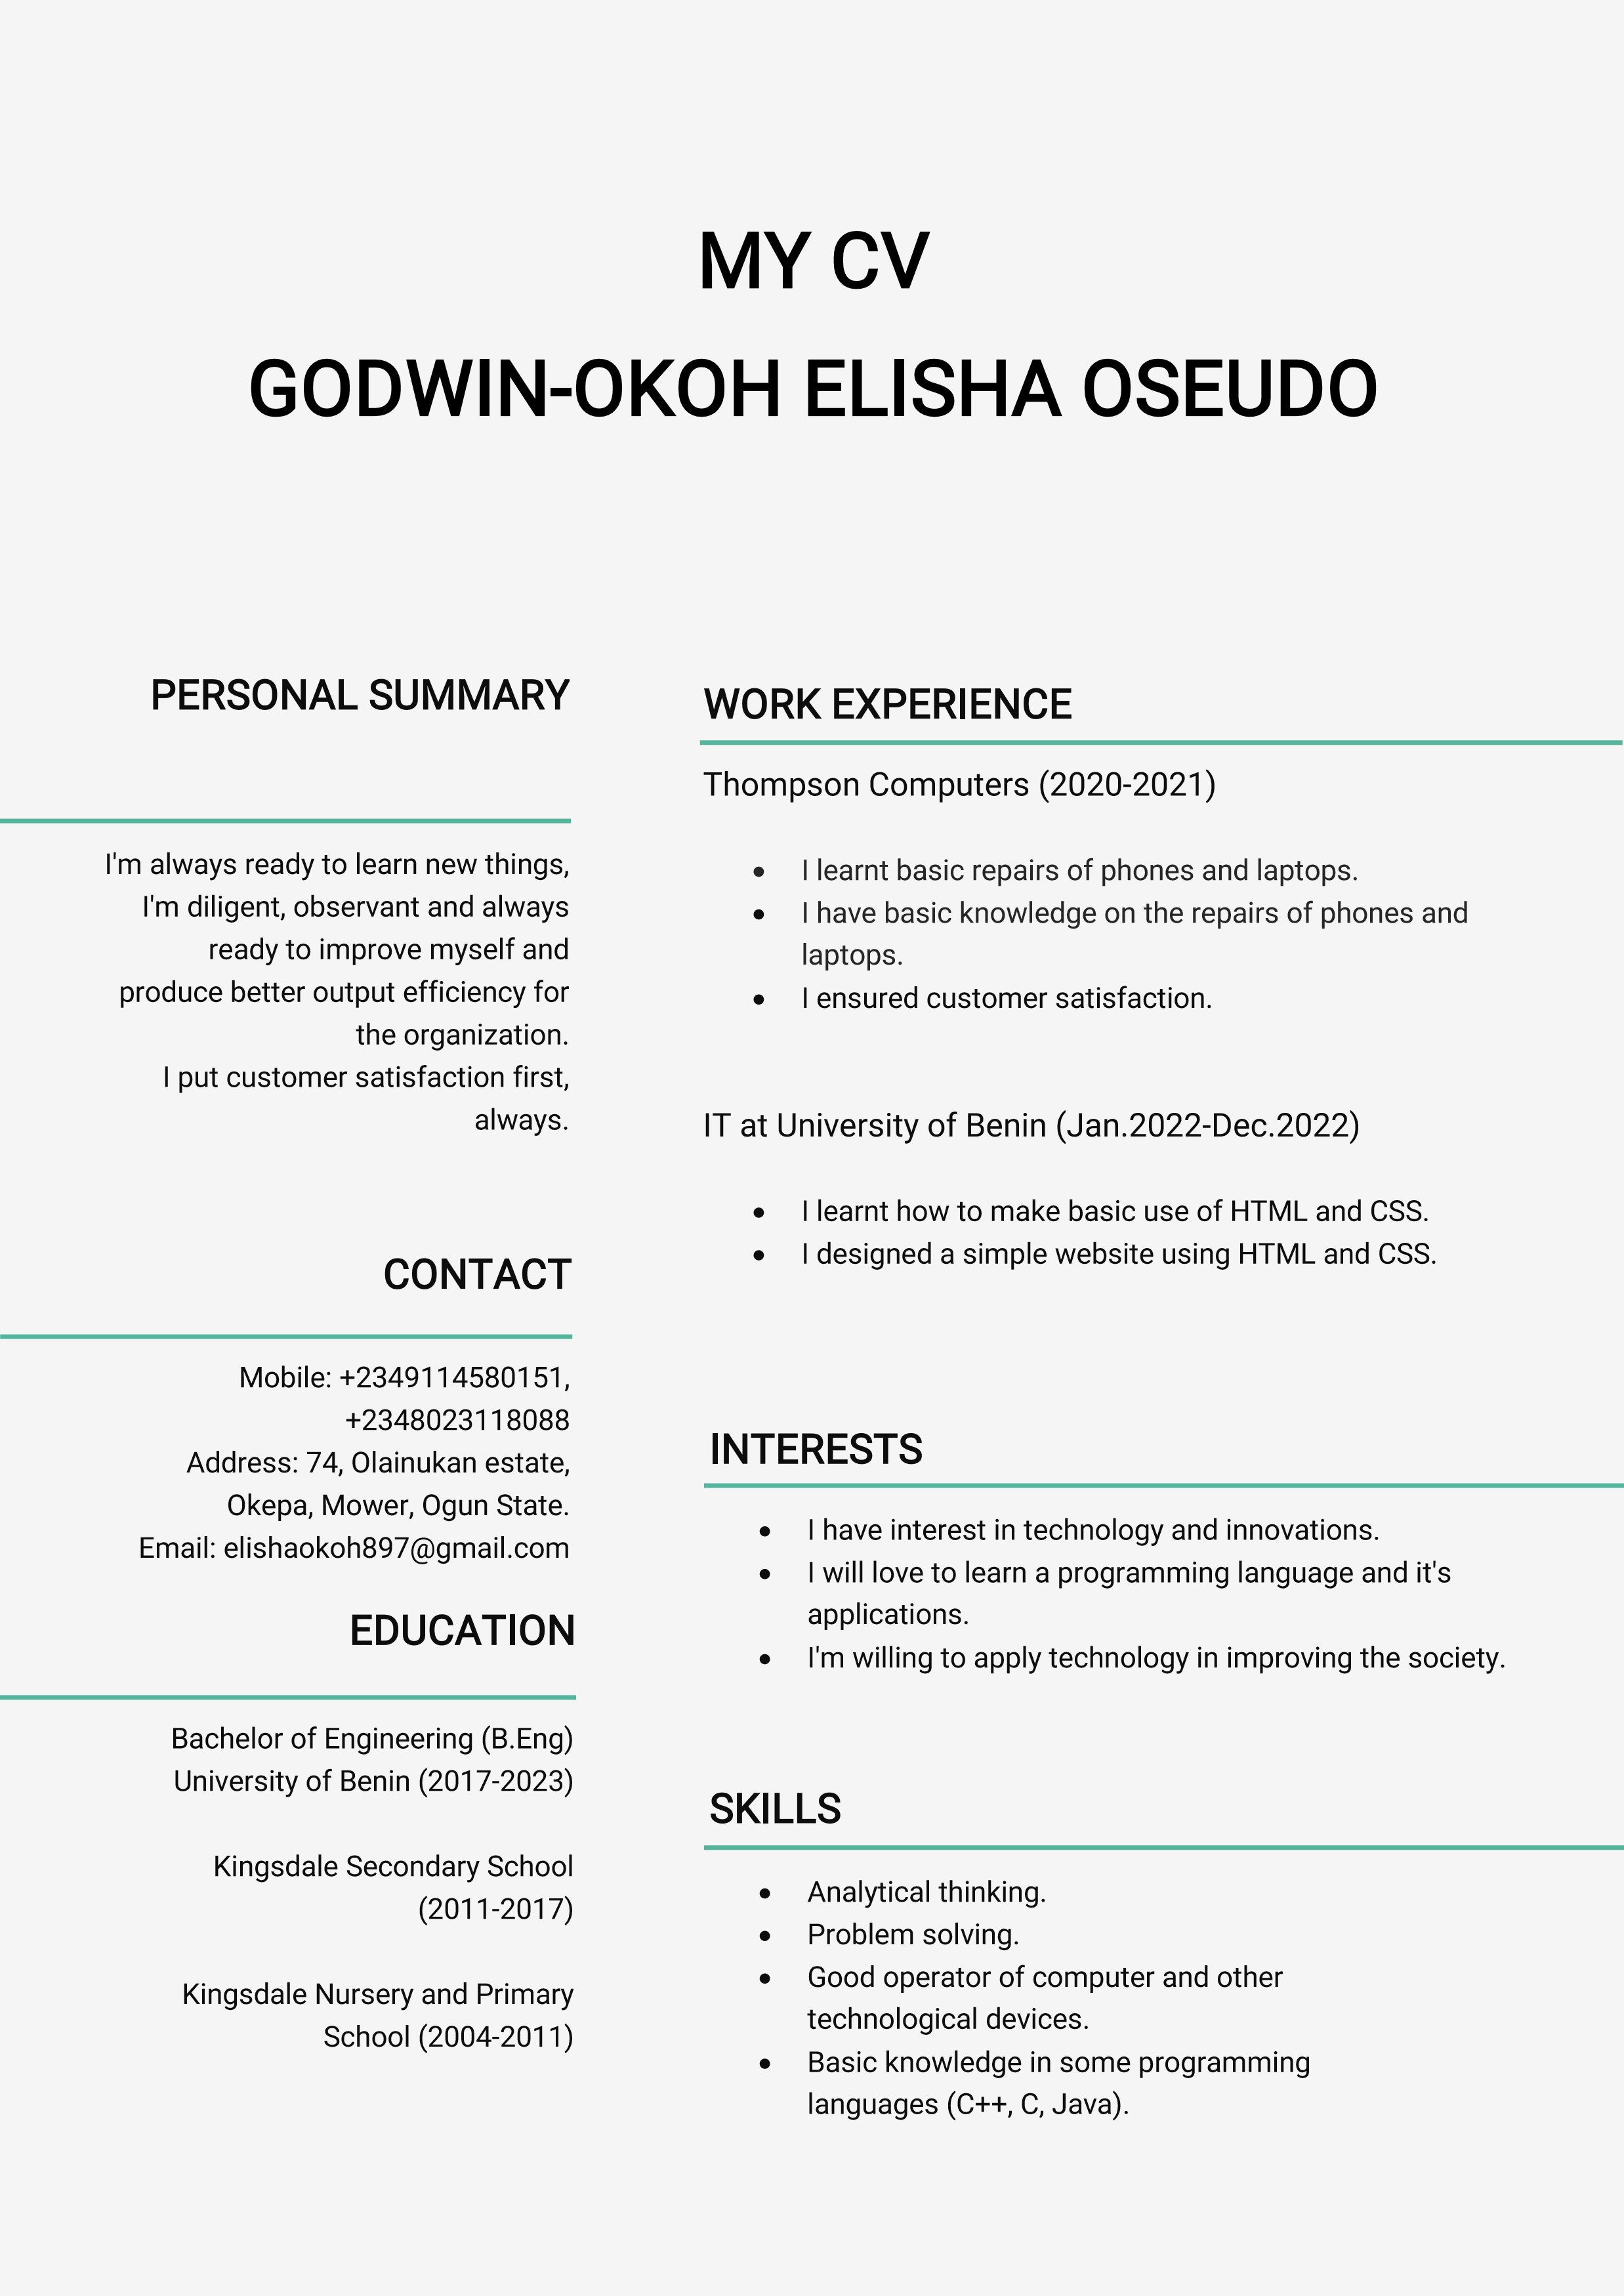 MY CV
GODWIN-OKOH ELISHA OSEUDO
PERSONAL SUMMARY
I'm always ready to learn new things,
I'm diligent, observant and always
ready to improve myself and
produce better output efficiency for
the organization.
I put customer satisfaction first,
always.
CONTACT
Mobile: +2349114580151,
+2348023118088
Address: 74, Olainukan estate,
Okepa, Mower, Ogun State.
Email: elishaokoh897@gmail.com
EDUCATION
Bachelor of Engineering (B.Eng)
University of Benin (2017-2023)
Kingsdale Secondary School
(2011-2017)
Kingsdale Nursery and Primary
School (2004-2011)
WORK EXPERIENCE
Thompson Computers (2020-2021)
• I learnt basic repairs of phones and laptops.
• I have basic knowledge on the repairs of phones and
laptops.
• I ensured customer satisfaction.
IT at University of Benin (Jan.2022-Dec.2022)
• I learnt how to make basic use of HTML and CSS.
• I designed a simple website using HTML and CSS.
INTERESTS
• I have interest in technology and innovations.
• I will love to learn a programming language and it's
applications.
• I'm willing to apply technology in improving the society.
SKILLS
• Analytical thinking.
• Problem solving.
• Good operator of computer and other
technological devices.
• Basic knowledge in some programming
languages (C++, C, Java).